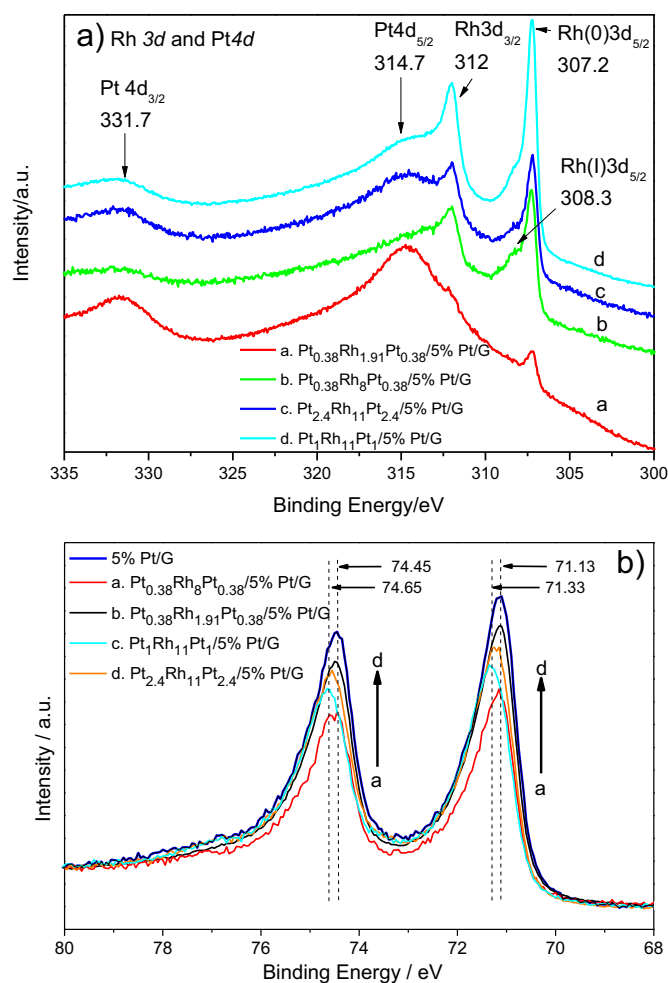 a) Rh 3d and Pt4d
Pt 4d3/2
331.7
Pt4d5/2
314.7
Rh3d3/2
312
Rh(0)3d5/2
307.2
Rh(I)3d5/2
308.3
d
c
b
a
a. Pt0.38Rh1.91Pt0.38/5% Pt/G
b. Pt0.38Rh8Pt0.38/5% Pt/G
c. Pt2.4Rh11Pt2.4/5% Pt/G
d. Pt1Rh11Pt1/5% Pt/G
Intensity/a.u.
335 330 325 320 315 310 305 300
Binding Energy/eV
b)
5% Pt/G
a. Pt0.38Rh8Pt0.38/5% Pt/G
b. Pt0.38Rh1.91Pt0.38/5% Pt/G
c. Pt1Rh11Pt1/5% Pt/G
d. Pt2.4Rh11Pt2.4/5% Pt/G
74.45
74.65
71.13
71.33
d
a
d
a
Intensity / a.u.
80 78 76 74 72 70 68
Binding Energy / eV